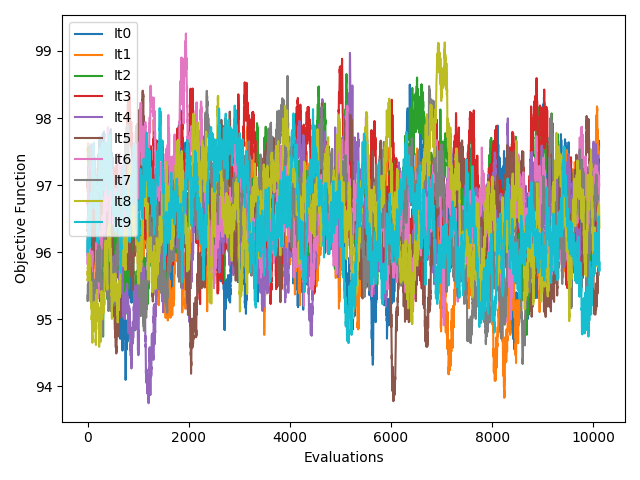 99
98
97
96
95
94
Objective Function
It0
It1
It2
It3
It4
It5
It6
It7
It8
It9
0 2000 4000 6000 8000 10000
Evaluations